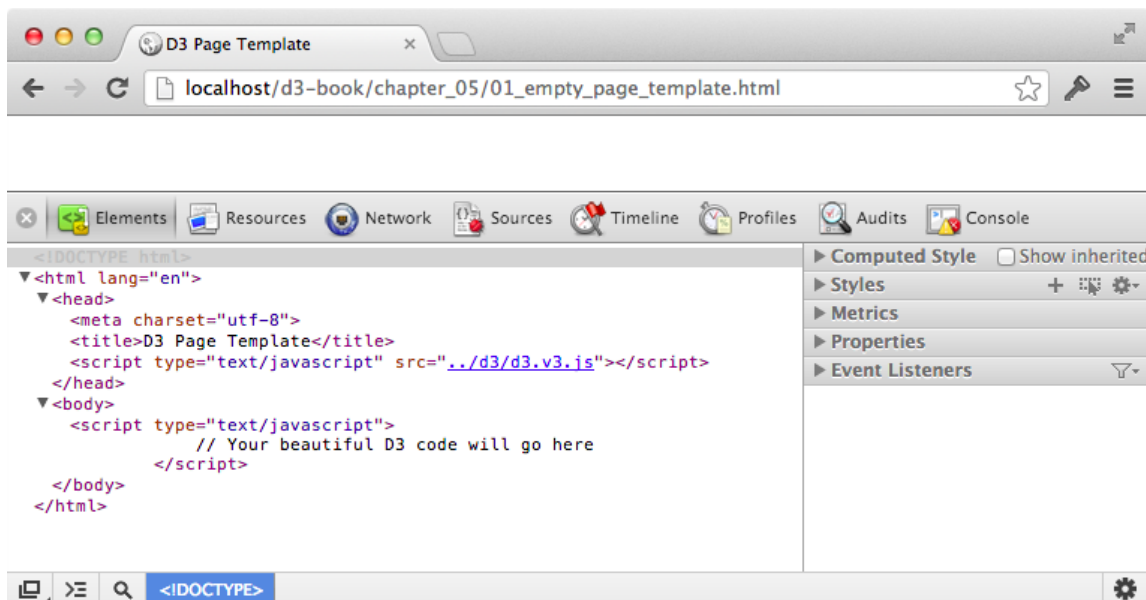 D3 Page Template
localhost/d3-book/chapter_05/01_empty_page_template.html
Elements Resources Network Sources Timeline Profiles Audits Console
<!DOCTYPE html>
<html lang="en">
<head>
<meta charset="utf-8">
<title>D3 Page Template</title>
<script type="text/javascript" src="../d3/d3.v3.js"></script>
</head>
<body>
<script type="text/javascript">
// Your beautiful D3 code will go here
</script>
</body>
</html>
Computed Style Show inherited
Styles
Metrics
Properties
Event Listeners
<!DOCTYPE>